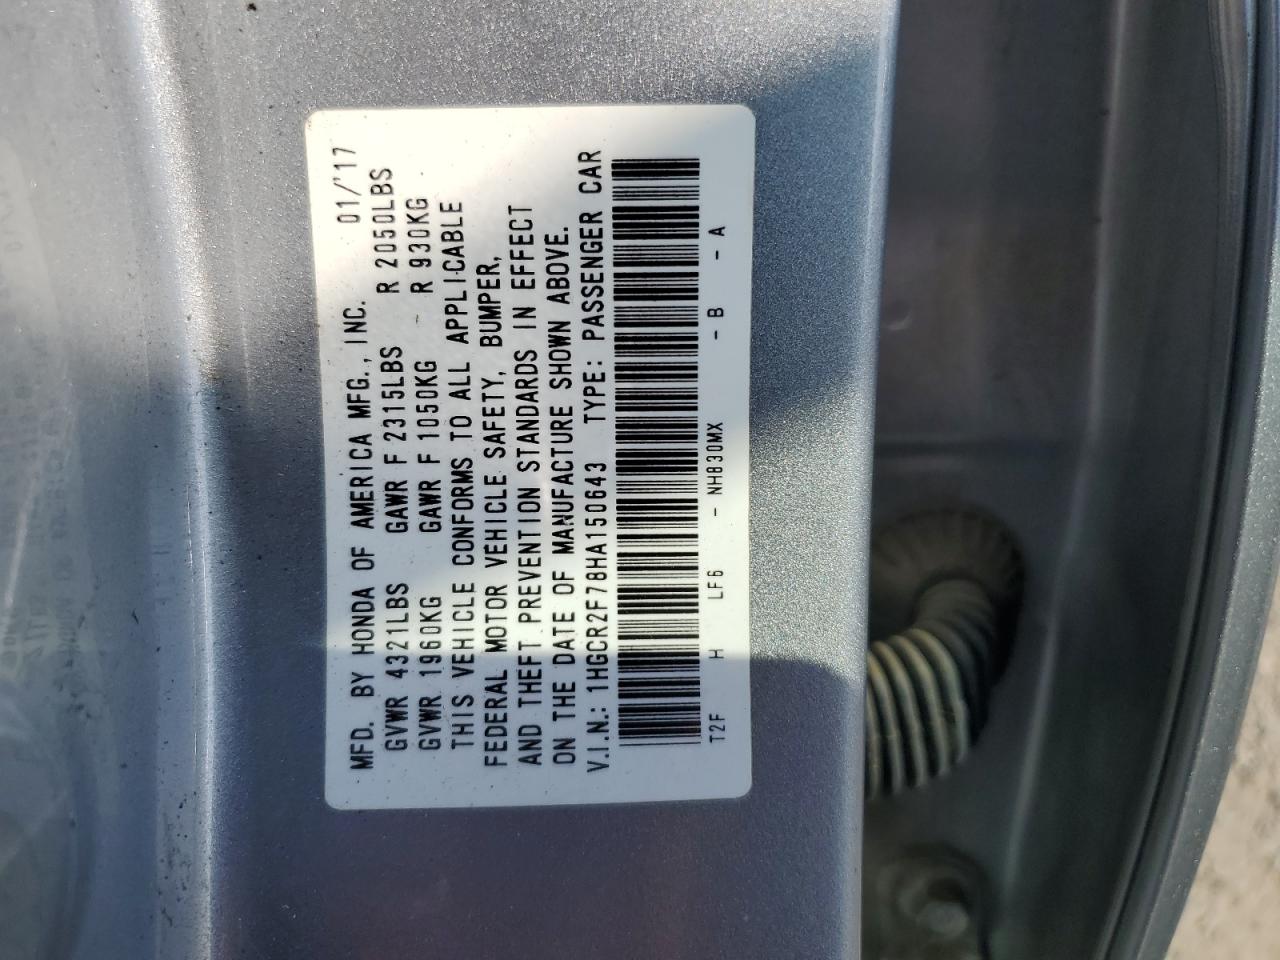 MFD. BY HONDA OF AMERICA MFG., INC. 01/'17
GVWR 4321LBS GAWR F 2315LBS R 2050LBS
GVWR 1960KG GAWR F 1050KG R 930KG
THIS VEHICLE CONFORMS TO ALL APPLICABLE
FEDERAL MOTOR VEHICLE SAFETY, BUMPER,
AND THEFT PREVENTION STANDARDS IN EFFECT
ON THE DATE OF MANUFACTURE SHOWN ABOVE.
V.I.N.: 1HGCR2F78HA150643 TYPE: PASSENGER CAR
T2F H LF6 - NH830MX - B - A